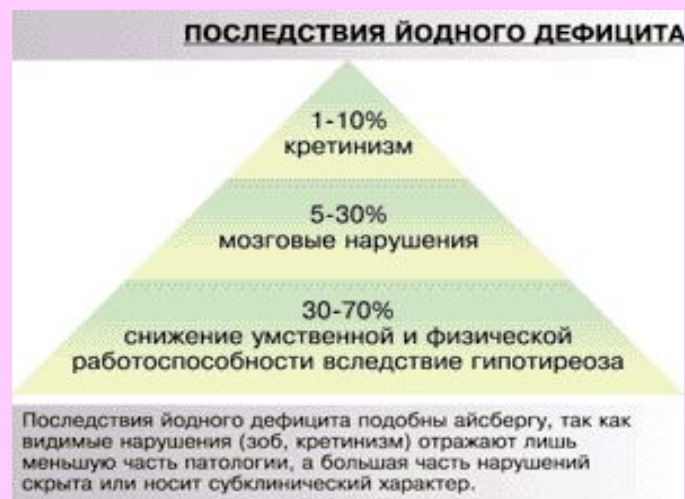 ПОСЛЕДСТВИЯ ЙОДНОГО ДЕФИЦИТА
1-10%
кретинизм
5-30%
мозговые нарушения
30-70%
снижение умственной и физической
работоспособности вследствие гипотиреоза
Последствия йодного дефицита подобны айсбергу, так как
видимые нарушения (зоб, кретинизм) отражают лишь
меньшую часть патологии, а большая часть нарушений
скрыта или носит субклинический характер.